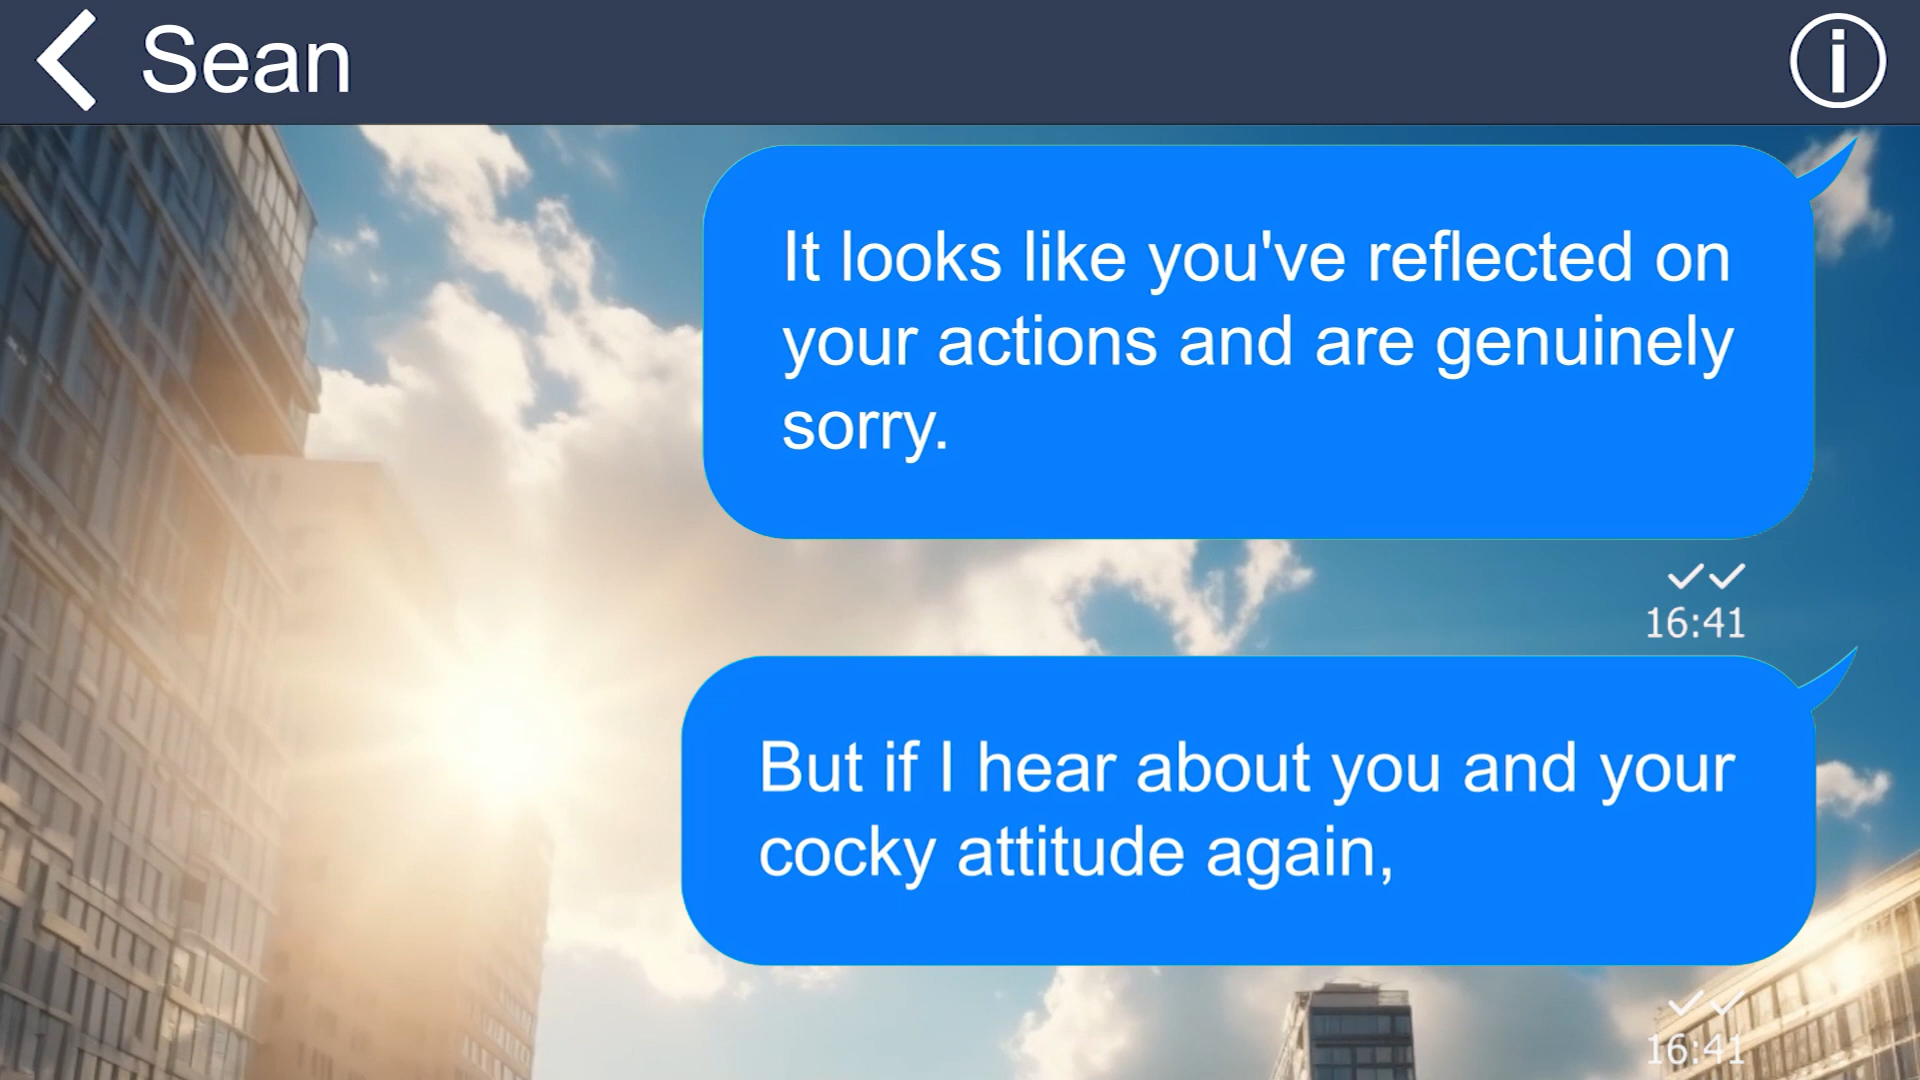 Sean
It looks like you've reflected on
your actions and are genuinely
sorry.
16:41
But if I hear about you and your
cocky attitude again,
16:41